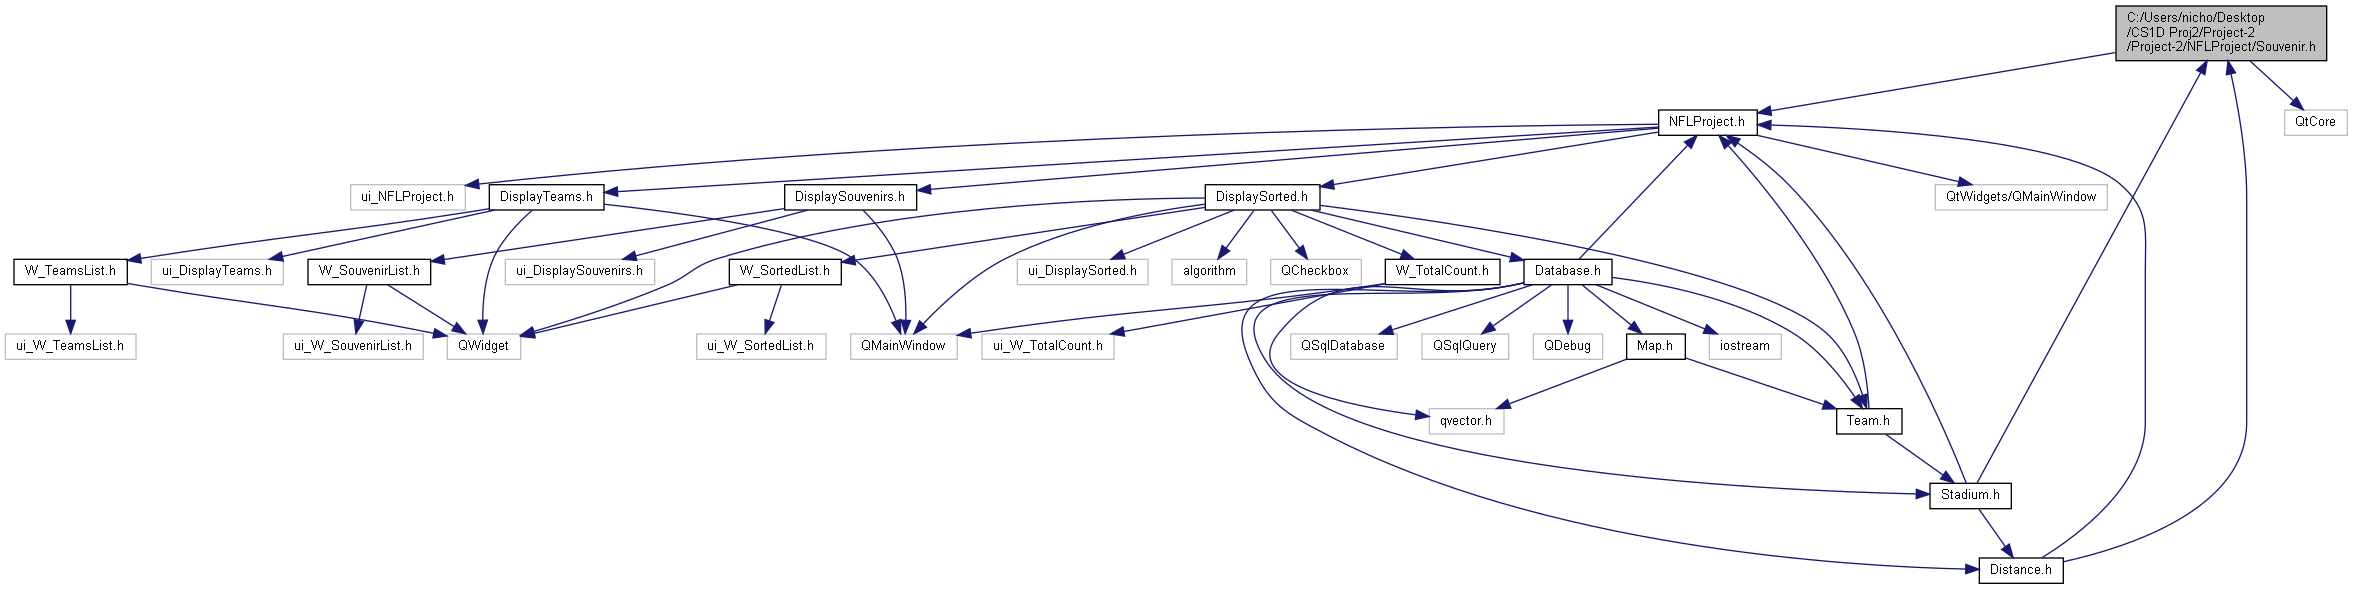 C:/Users/nicho/Desktop
/CS1D Proj2/Project-2
/Project-2/NFLProject/Souvenir.h
NFLProject.h
QtCore
ui_NFLProject.h
DisplayTeams.h
DisplaySouvenirs.h
DisplaySorted.h
QtWidgets/QMainWindow
W_TeamsList.h
ui_DisplayTeams.h
W_SouvenirList.h
ui_DisplaySouvenirs.h
W_SortedList.h
ui_DisplaySorted.h
algorithm
QCheckbox
W_TotalCount.h
Database.h
ui_W_TeamsList.h
ui_W_SouvenirList.h
QWidget
ui_W_SortedList.h
QMainWindow
ui_W_TotalCount.h
QSqlDatabase
QSqlQuery
QDebug
Map.h
iostream
qvector.h
Team.h
Stadium.h
Distance.h